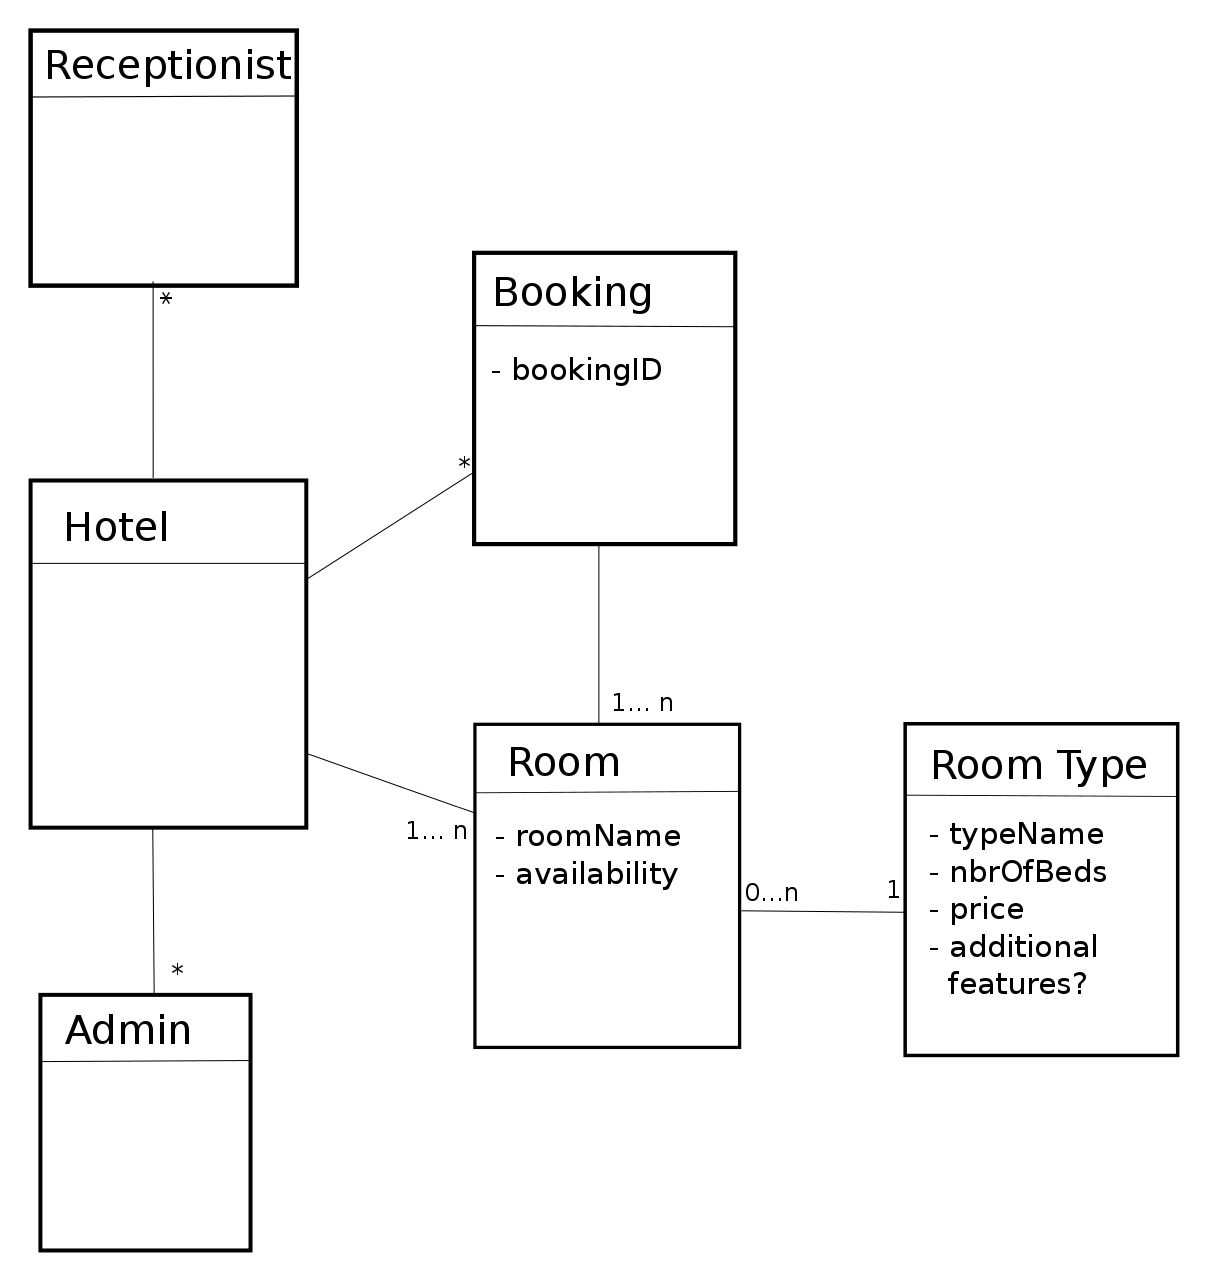 Receptionist
*
Booking
- bookingID
*
Hotel
1... n
Room
- roomName
- availability
1... n
Room Type
- typeName
- nbrOfBeds
- price
- additional
features?
0...n
1
*
Admin